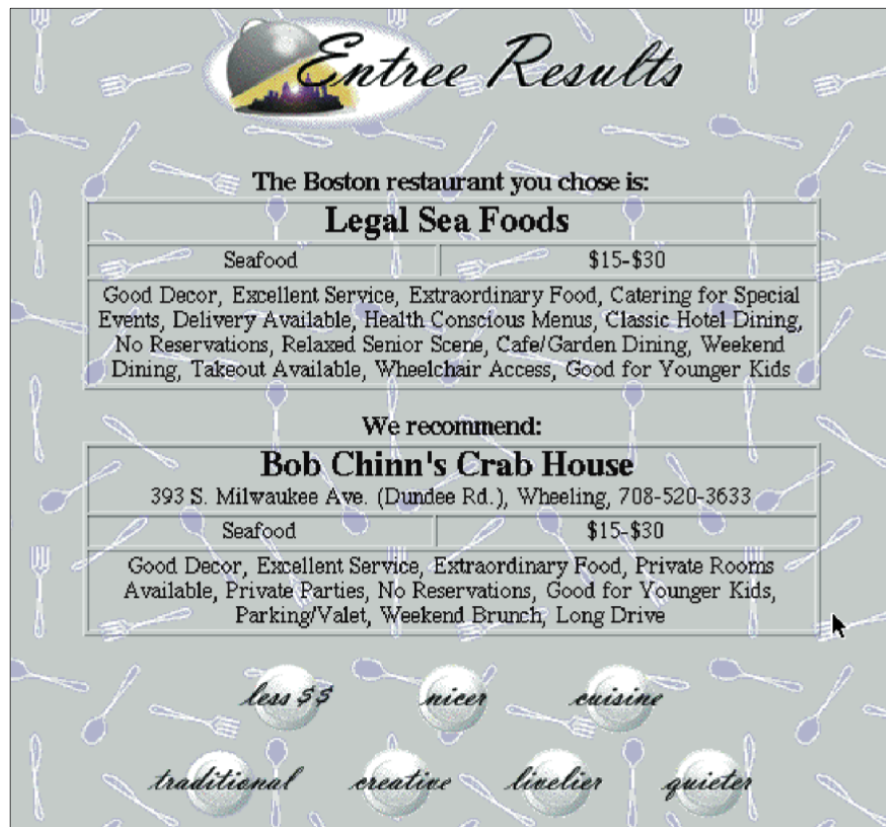 Entree Results
The Boston restaurant you chose is:
Legal Sea Foods
Seafood $15-$30
Good Decor, Excellent Service, Extraordinary Food, Catering for Special
Events, Delivery Available, Health Conscious Menus, Classic Hotel Dining,
No Reservations, Relaxed Senior Scene, Cafe/Garden Dining, Weekend
Dining, Takeout Available, Wheelchair Access, Good for Younger Kids
We recommend:
Bob Chinn's Crab House
393 S. Milwaukee Ave. (Dundee Rd.), Wheeling, 708-520-3633
Seafood $15-$30
Good Decor, Excellent Service, Extraordinary Food, Private Rooms
Available, Private Parties, No Reservations, Good for Younger Kids,
Parking/Valet, Weekend Brunch, Long Drive
less $$ nicer cuisine
traditional creative livelier quieter